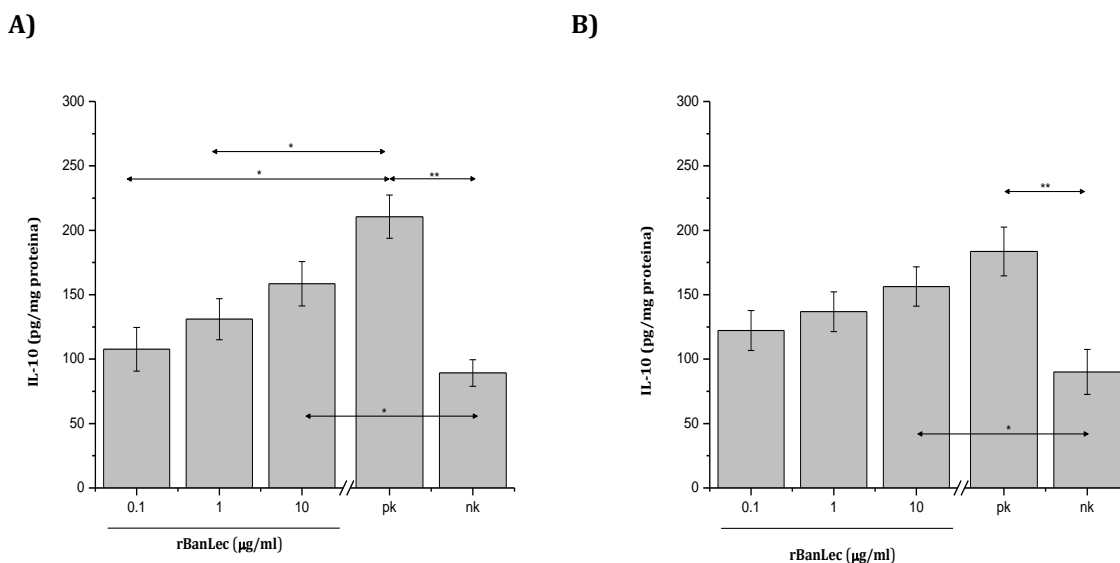 A)
B)
300
250
200
150
100
50
0
IL-10 (pg/mg proteina)
*
*
**
*
0.1 1 10 pk nk
rBanLec (µg/ml)
300
250
200
150
100
50
0
IL-10 (pg/mg proteina)
**
*
0.1 1 10 pk nk
rBanLec (µg/ml)